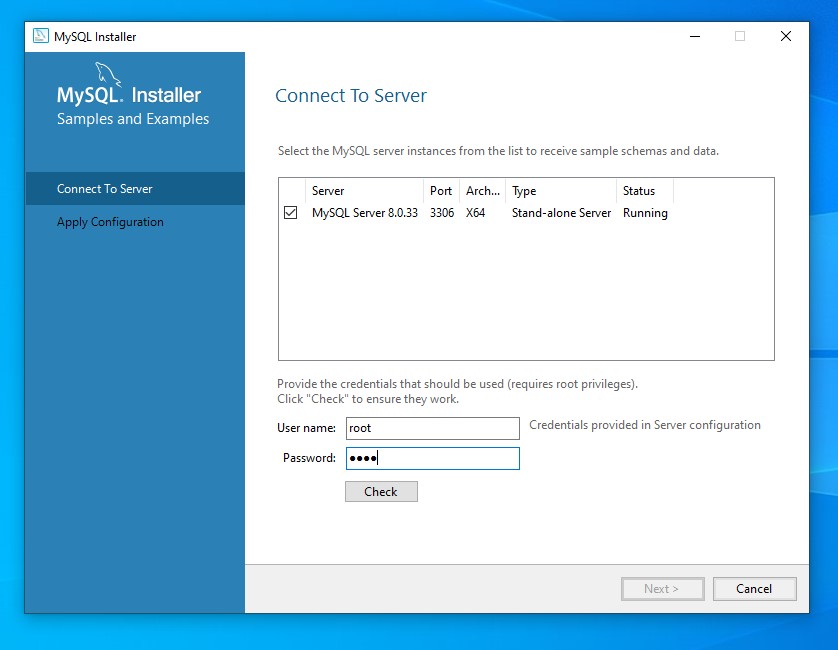 MySQL Installer
MySQL. Installer
Samples and Examples
Connect To Server
Apply Configuration
Connect To Server
Select the MySQL server instances from the list to receive sample schemas and data.
Server Port Arch... Type Status
MySQL Server 8.0.33 3306 X64 Stand-alone Server Running
Provide the credentials that should be used (requires root privileges).
Click "Check" to ensure they work.
User name: root Credentials provided in Server configuration
Password: ●●●●
Check
Next > Cancel